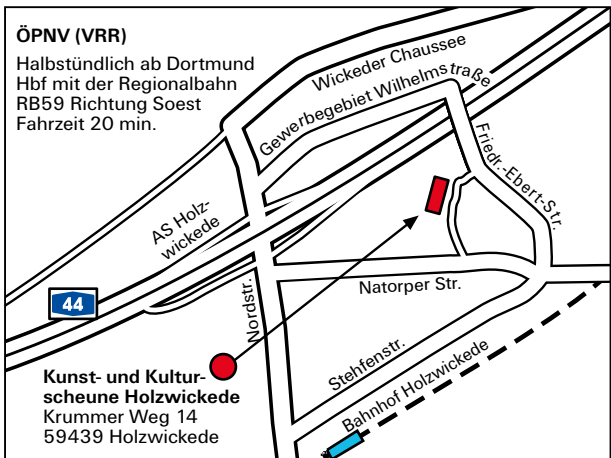 ÖPNV (VRR)
Halbstündlich ab Dortmund
Hbf mit der Regionalbahn
RB59 Richtung Soest
Fahrzeit 20 min.
Wickeder Chaussee
Gewerbegebiet Wilhelmstraße
Friedr.-Ebert-Str.
AS Holz-
wickede
44
Nordstr.
Natorper Str.
Stehfenstr.
Bahnhof Holzwickede
Kunst- und Kultur-
scheune Holzwickede
Krummer Weg 14
59439 Holzwickede